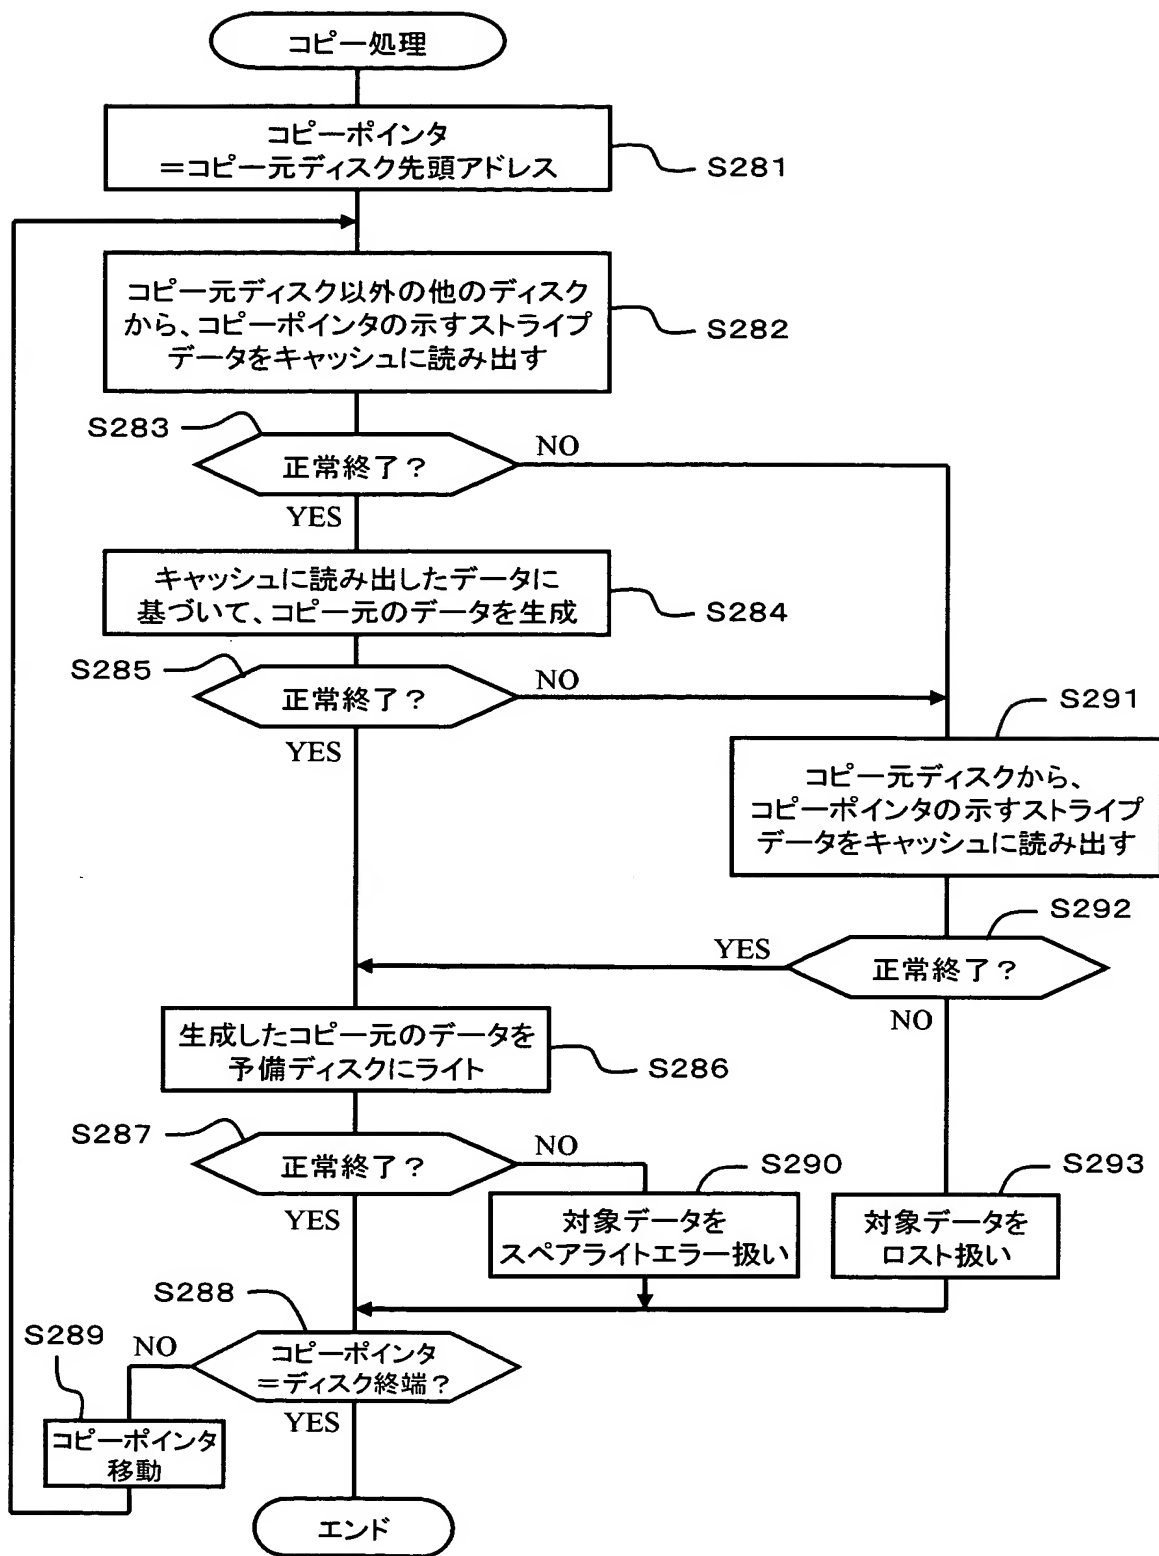 コピー処理
コピーポインタ
=コピー元ディスク先頭アドレス
S281
コピー元ディスク以外の他のディスク
から、コピーポインタの示すストライプ
データをキャッシュに読み出す
S282
S283
正常終了?
NO
YES
キャッシュに読み出したデータに
基づいて、コピー元のデータを生成
S284
S285
正常終了?
NO
YES
S291
コピー元ディスクから、
コピーポインタの示すストライプ
データをキャッシュに読み出す
S292
正常終了?
YES
NO
生成したコピー元のデータを
予備ディスクにライト
S286
S287
正常終了?
NO
YES
S290
対象データを
スペアライトエラー扱い
S293
対象データを
ロスト扱い
S288
コピーポインタ
=ディスク終端?
NO
YES
S289
コピーポインタ
移動
エンド